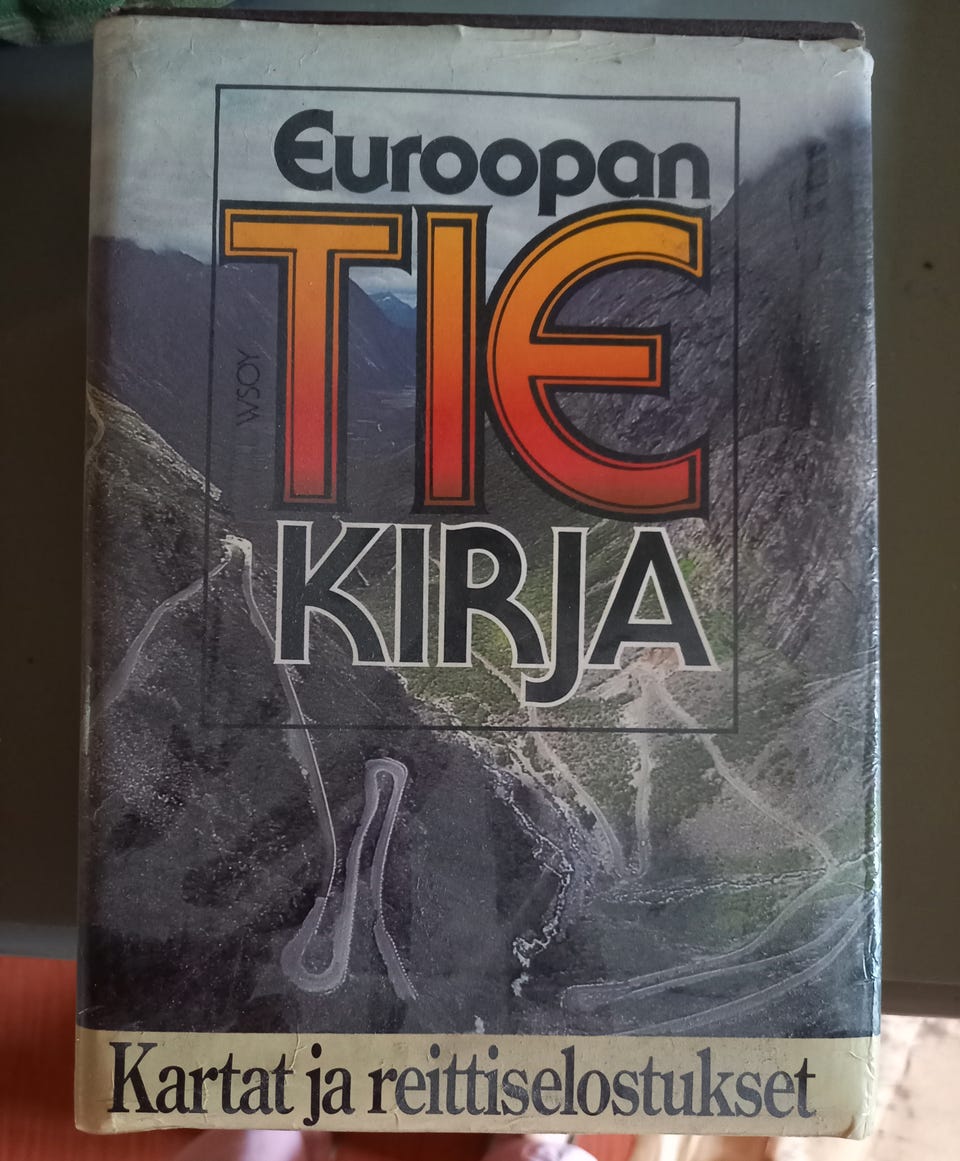 Euroopan
TIE
WSOY
KIRJA
Kartat ja reittiselostukset